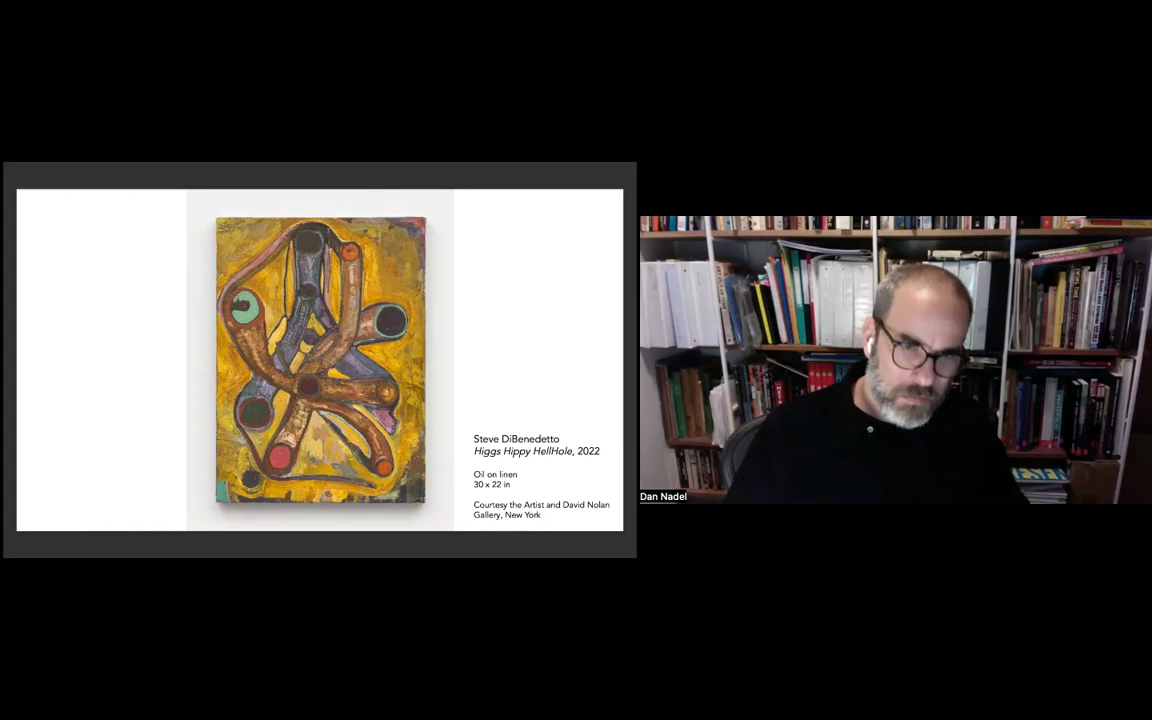 Steve DiBenedetto
Higgs Hippy HellHole, 2022
Oil on linen
30 x 22 in
Courtesy the Artist and David Nolan
Gallery, New York
Dan Nadel